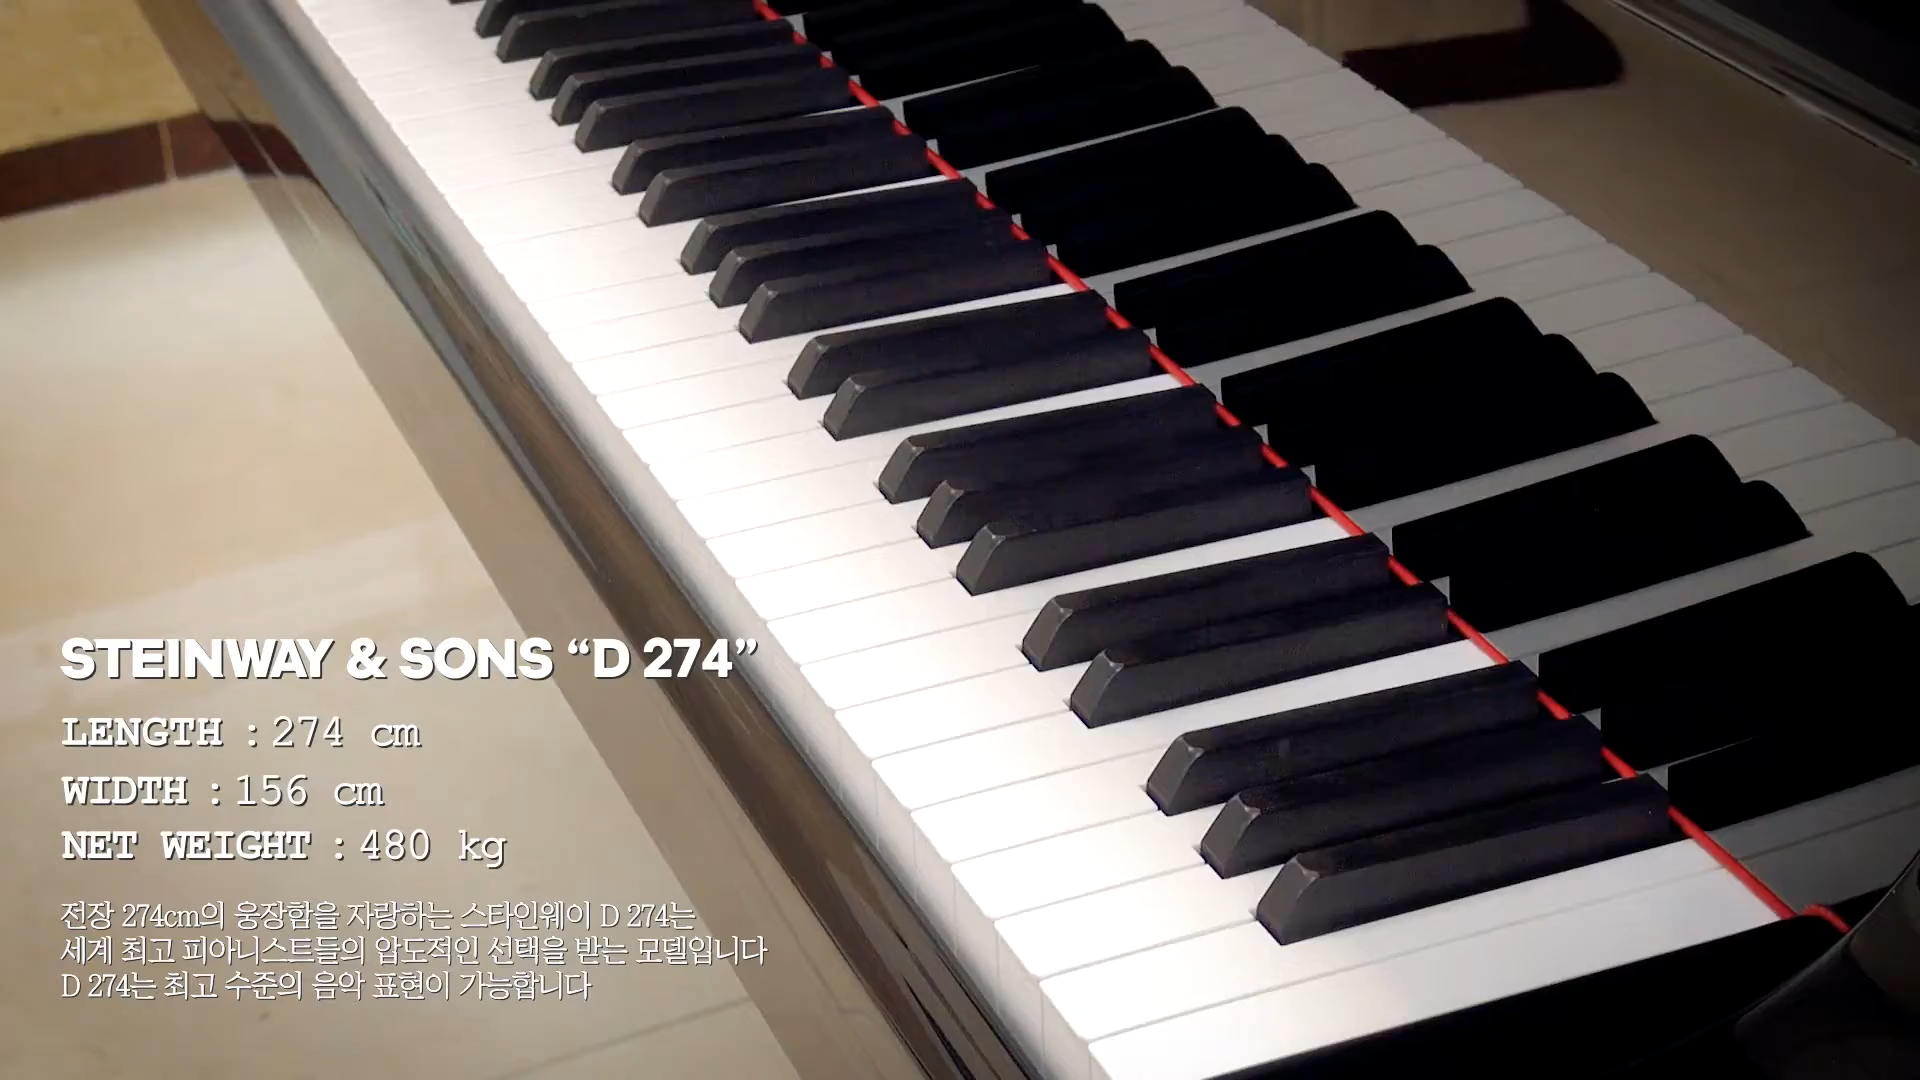 STEINWAY & SONS “D 274”
LENGTH : 274 cm
WIDTH : 156 cm
NET WEIGHT : 480 kg
전장 274cm의 웅장함을 자랑하는 스타인웨이 D 274는
세계 최고 피아니스트들의 압도적인 선택을 받는 모델입니다
D 274는 최고 수준의 음악 표현이 가능합니다